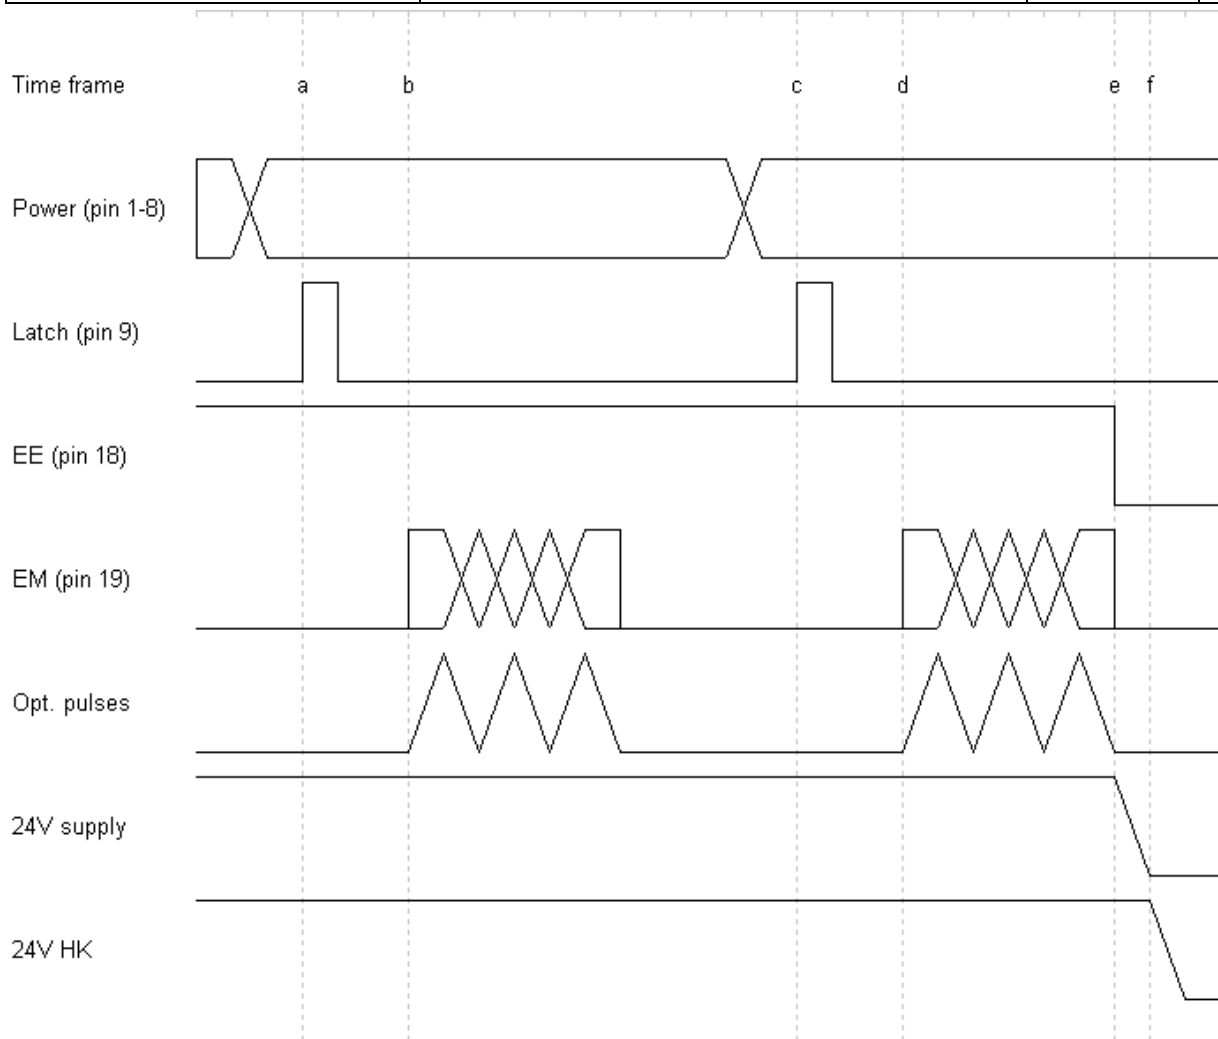 Time frame a b c d e f
Power (pin 1-8)
Latch (pin 9)
EE (pin 18)
EM (pin 19)
Opt. pulses
24V supply
24V HK